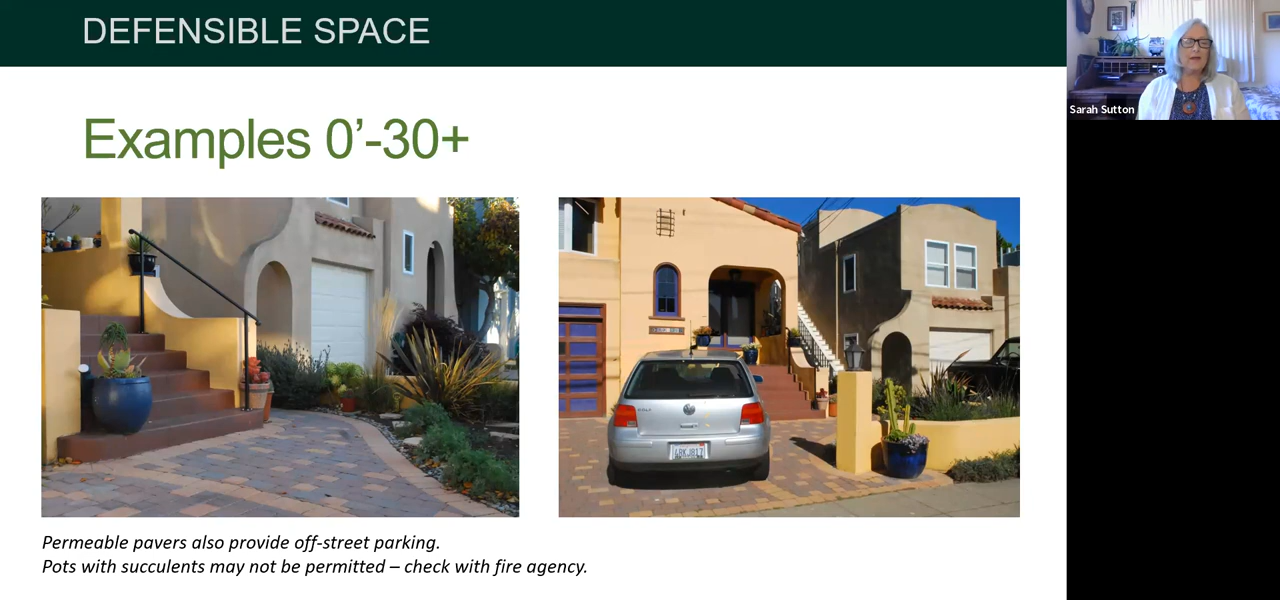 DEFENSIBLE SPACE
Examples 0’-30+
Sarah Sutton
Permeable pavers also provide off-street parking.
Pots with succulents may not be permitted – check with fire agency.